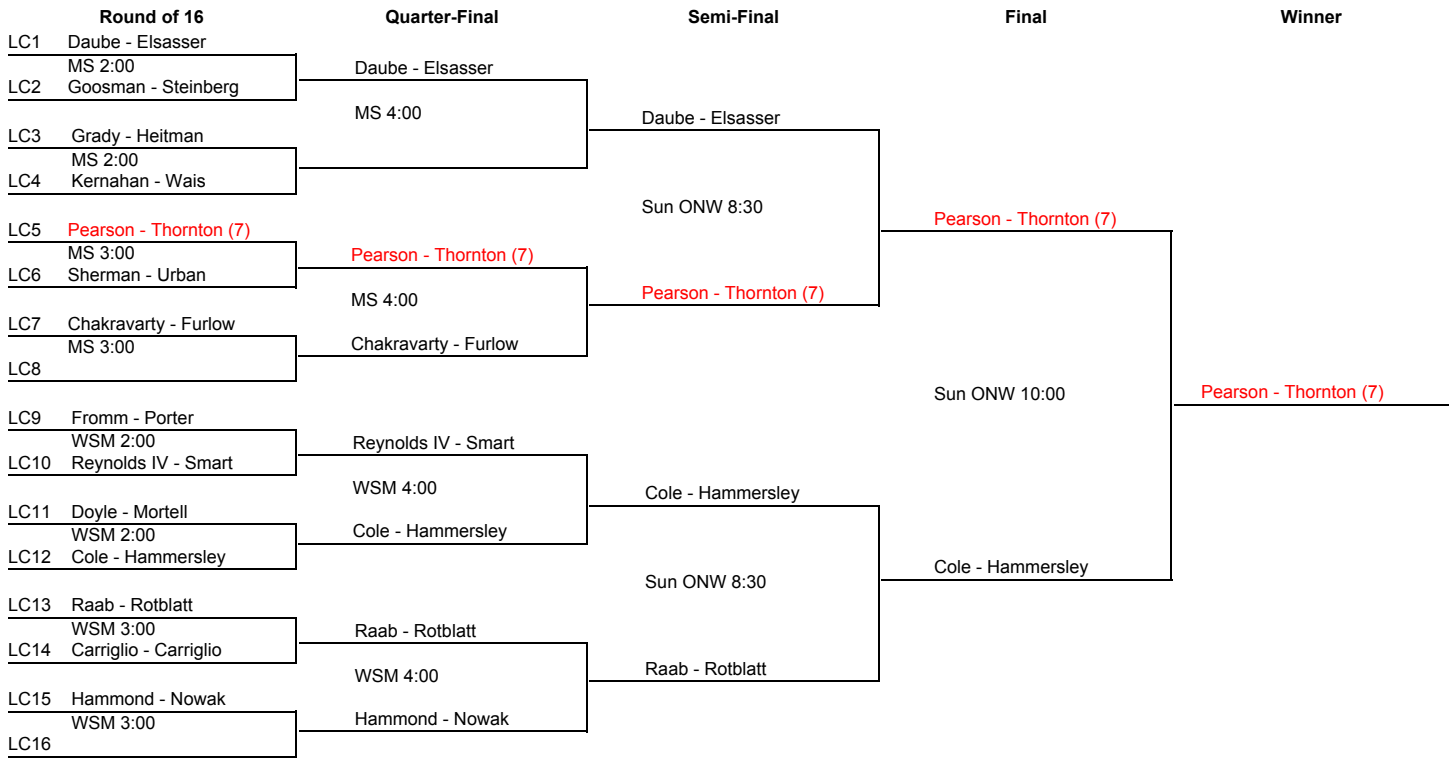 Round of 16 Quarter-Final Semi-Final Final Winner
LC1 Daube - Elsasser
MS 2:00 Daube - Elsasser
LC2 Goosman - Steinberg
MS 4:00
Daube - Elsasser
LC3 Grady - Heitman
MS 2:00
LC4 Kernahan - Wais
Sun ONW 8:30
Pearson - Thornton (7)
LC5 Pearson - Thornton (7)
MS 3:00 Pearson - Thornton (7)
LC6 Sherman - Urban
Pearson - Thornton (7)
MS 4:00
LC7 Chakravarty - Furlow
MS 3:00 Chakravarty - Furlow
LC8
Sun ONW 10:00 Pearson - Thornton (7)
LC9 Fromm - Porter
WSM 2:00 Reynolds IV - Smart
LC10 Reynolds IV - Smart
WSM 4:00
Cole - Hammersley
LC11 Doyle - Mortell
WSM 2:00 Cole - Hammersley
LC12 Cole - Hammersley
Cole - Hammersley
Sun ONW 8:30
LC13 Raab - Rotblatt
WSM 3:00 Raab - Rotblatt
LC14 Carriglio - Carriglio
Raab - Rotblatt
WSM 4:00
LC15 Hammond - Nowak
WSM 3:00 Hammond - Nowak
LC16